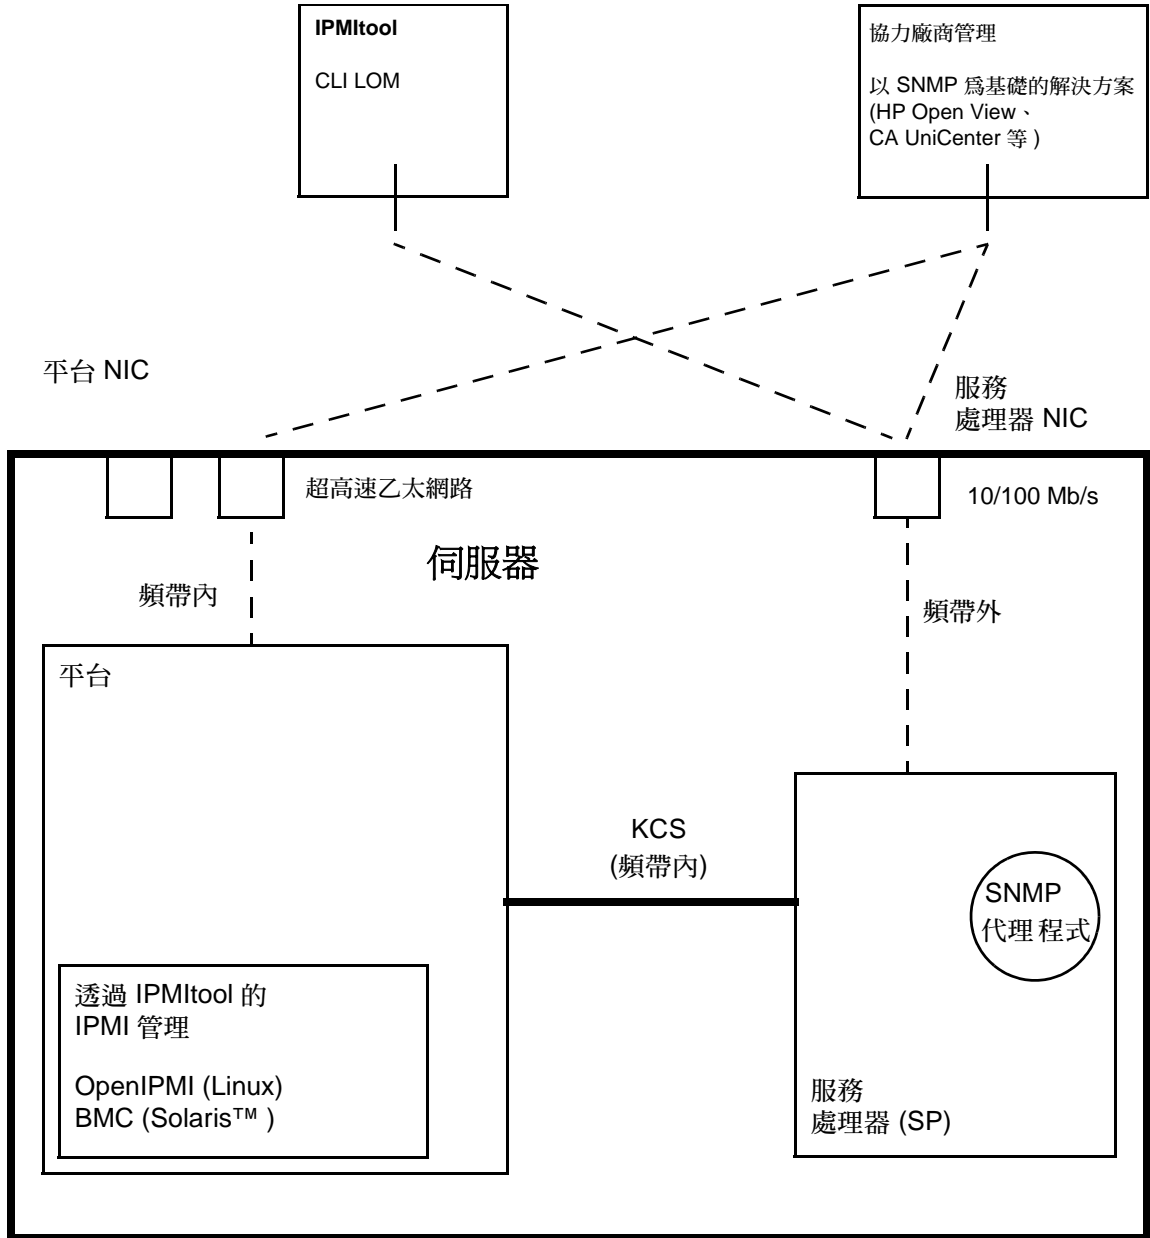 IPMItool
CLI LOM
協力廠商管理
以 SNMP 爲基礎的解決方案
(HP Open View、
CA UniCenter 等 )
平台 NIC
服務
處理器 NIC
超高速乙太網路
10/100 Mb/s
伺服器
頻帶內
頻帶外
平台
KCS
(頻帶內)
SNMP
代理程式
透過 IPMItool 的
IPMI 管理
OpenIPMI (Linux)
BMC (Solaris™ )
服務
處理器 (SP)